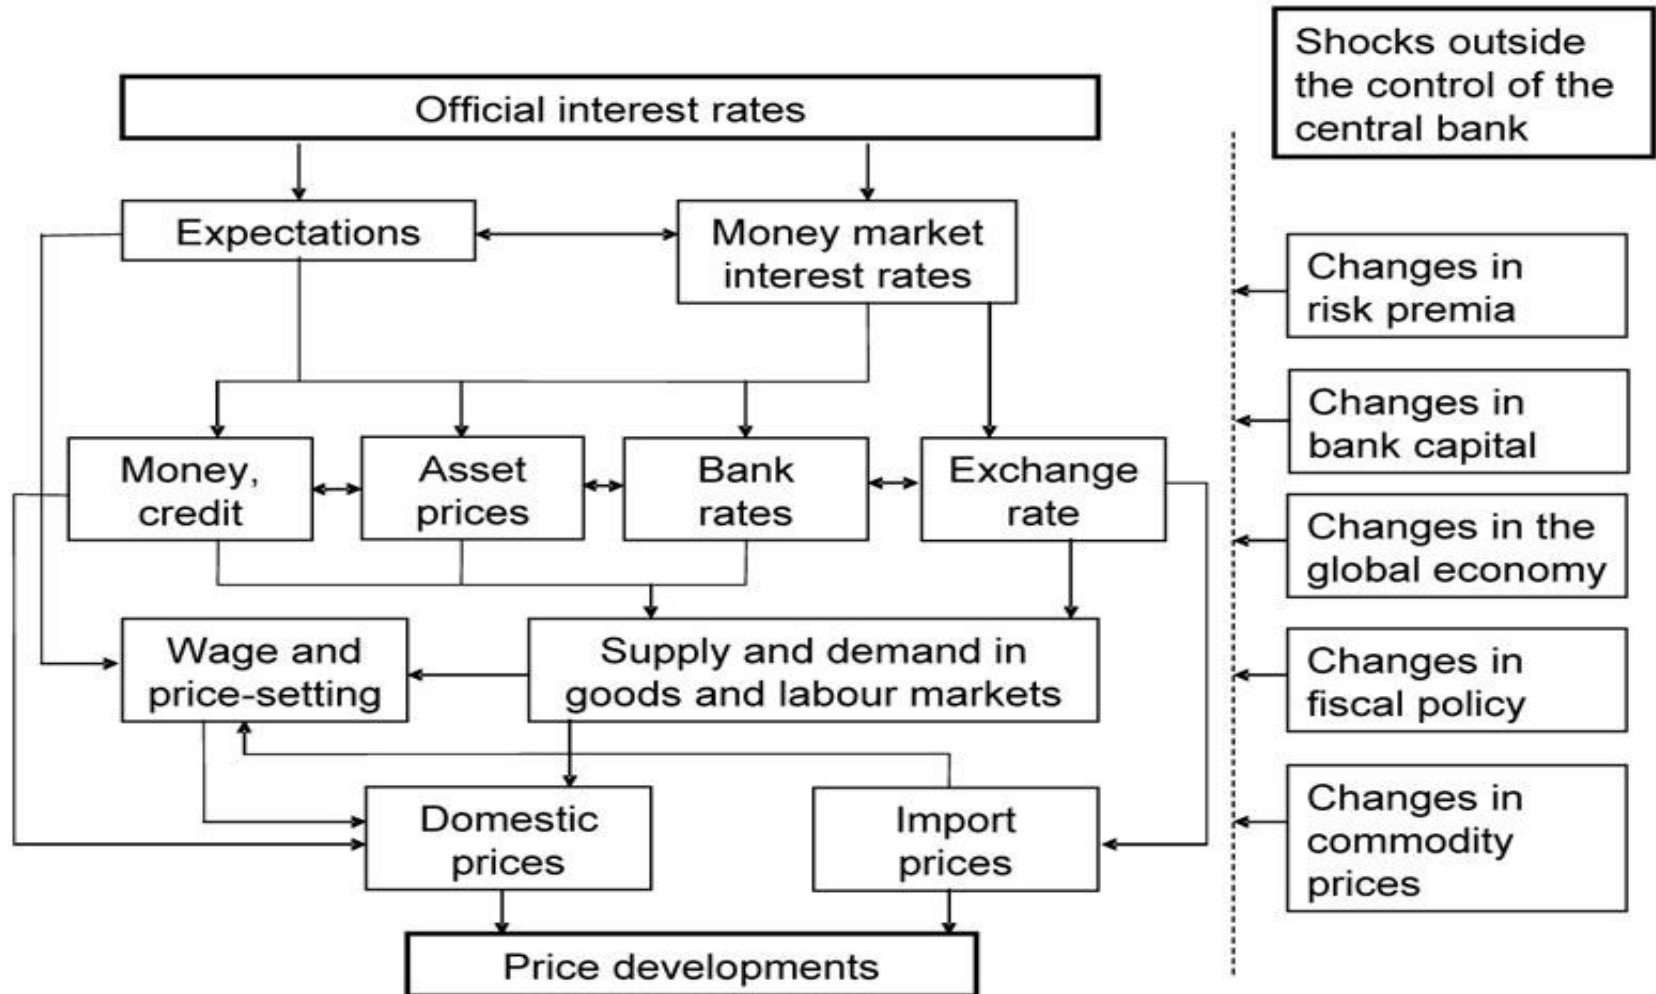 Official interest rates
Shocks outside
the control of the
central bank
Expectations
Money market
interest rates
Changes in
risk premia
Changes in
bank capital
Money,
credit
Asset
prices
Bank
rates
Exchange
rate
Changes in the
global economy
Wage and
price-setting
Supply and demand in
goods and labour markets
Changes in
fiscal policy
Domestic
prices
Import
prices
Changes in
commodity
prices
Price developments